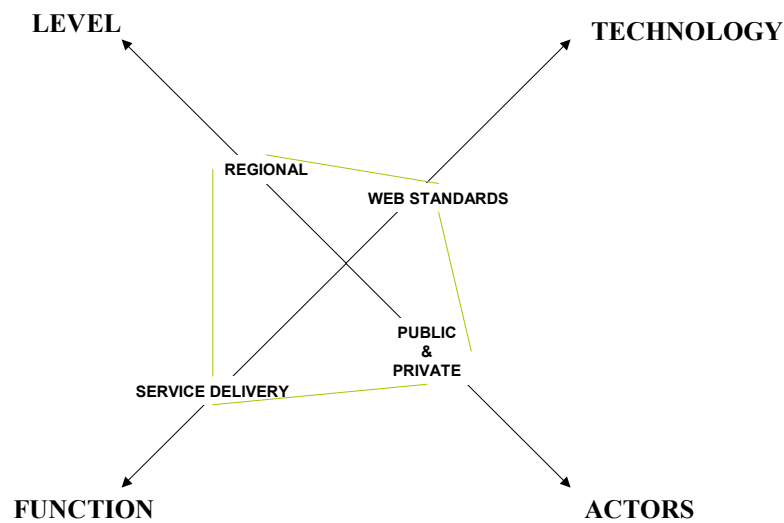 LEVEL
TECHNOLOGY
REGIONAL
WEB STANDARDS
PUBLIC
&
PRIVATE
SERVICE DELIVERY
FUNCTION
ACTORS